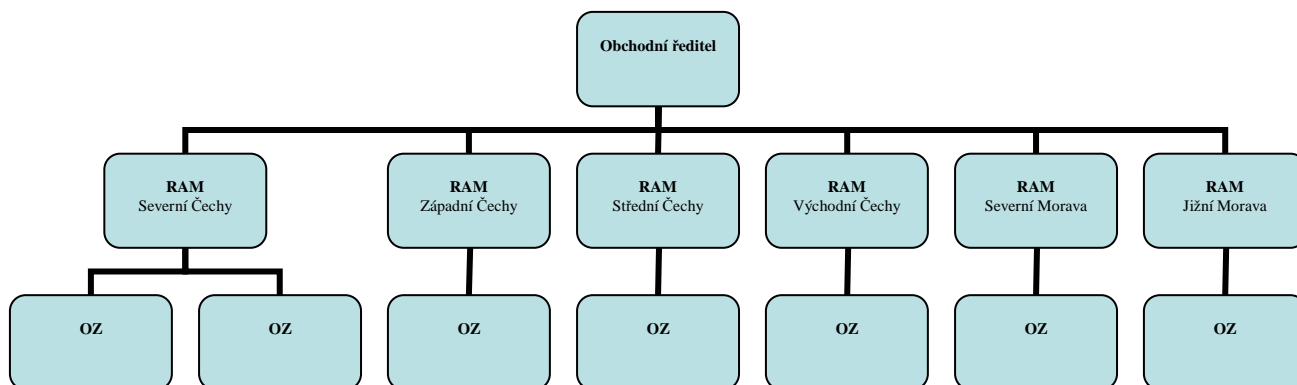 Obchodní ředitel
RAM
Severní Čechy
RAM
Západní Čechy
RAM
Střední Čechy
RAM
Východní Čechy
RAM
Severní Morava
RAM
Jižní Morava
OZ
OZ
OZ
OZ
OZ
OZ
OZ